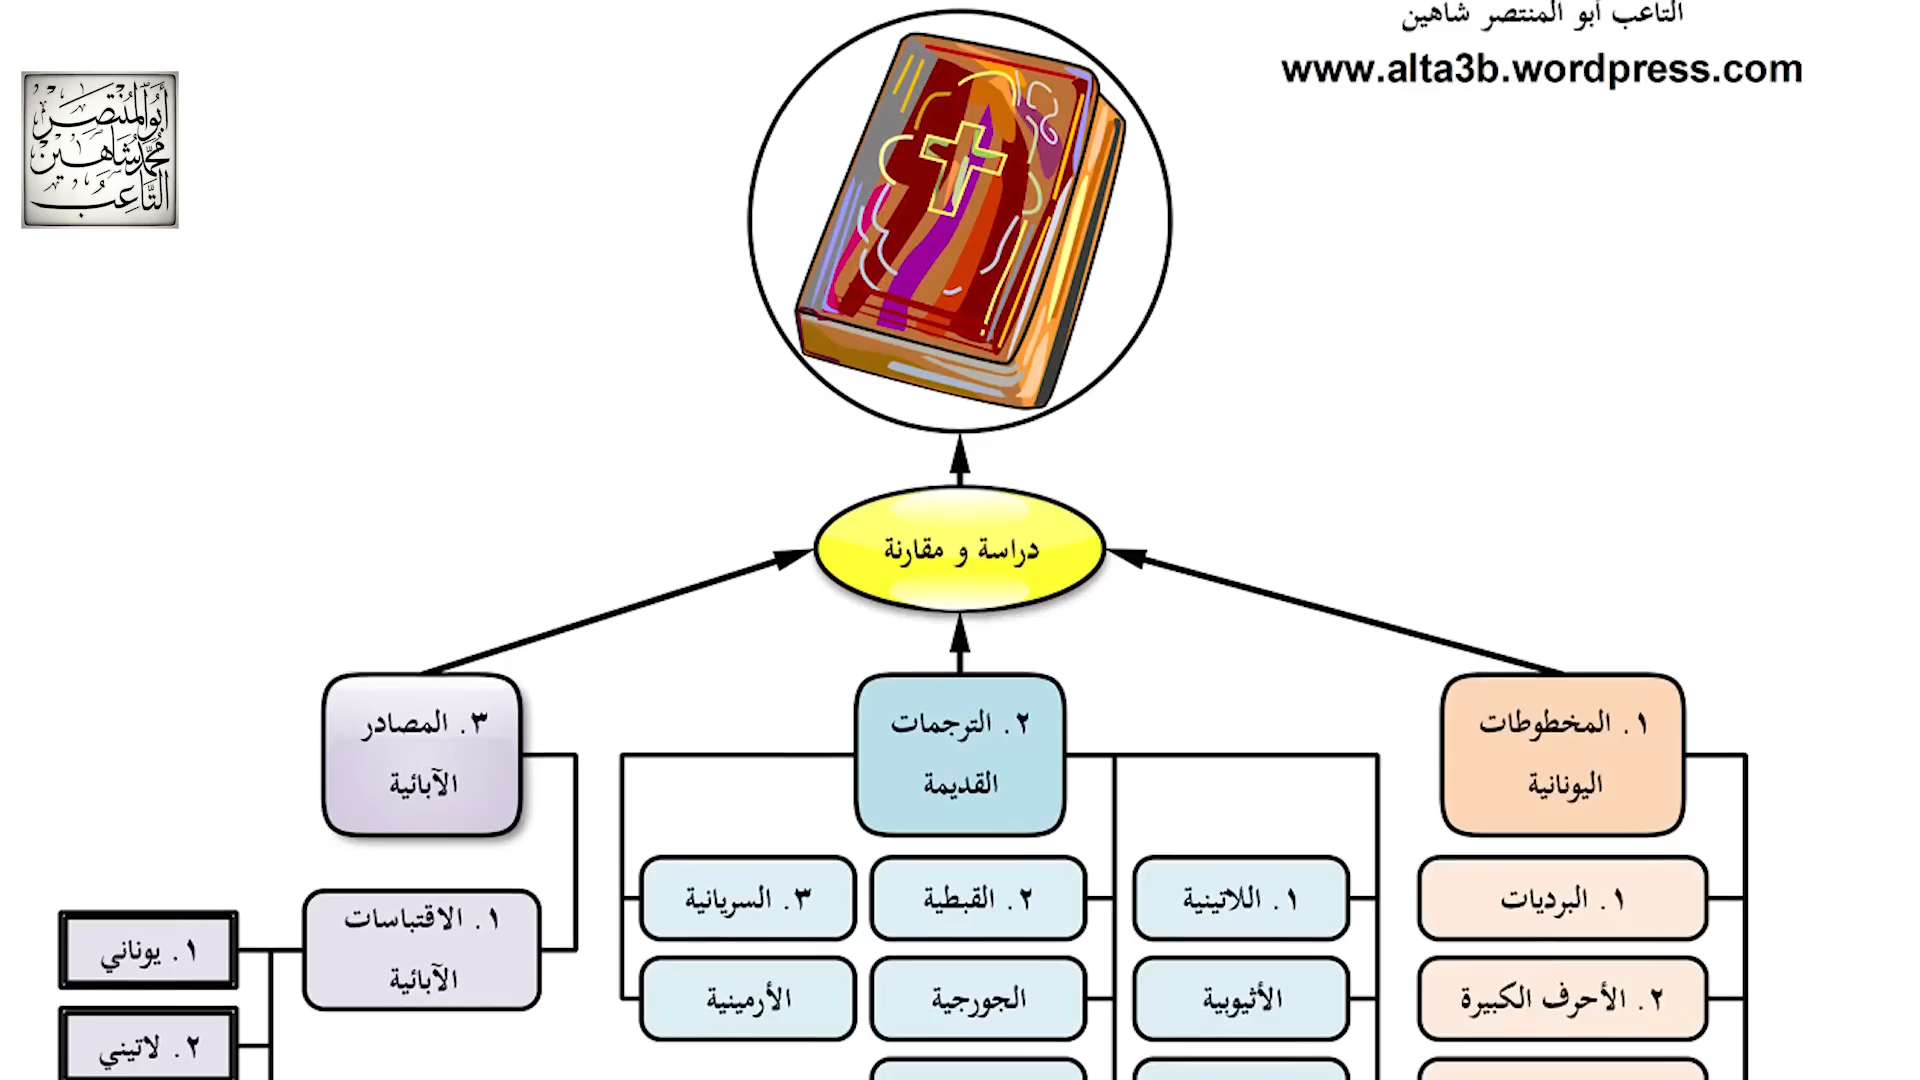 التاعب أبو المنتصر شاهين
www.alta3b.wordpress.com
أبو المنتصر
محمد شاهين
التاعب
دراسة و مقارنة
١. المخطوطات
اليونانية
٢. الترجمات
القديمة
٣. المصادر
الآبائية
١. البرديات
٢. الأحرف الكبيرة
١. اللاتينية
٢. القبطية
٣. السريانية
الأثيوبية
الجورجية
الأرمينية
١. الاقتباسات
الآبائية
١. يوناني
٢. لاتيني